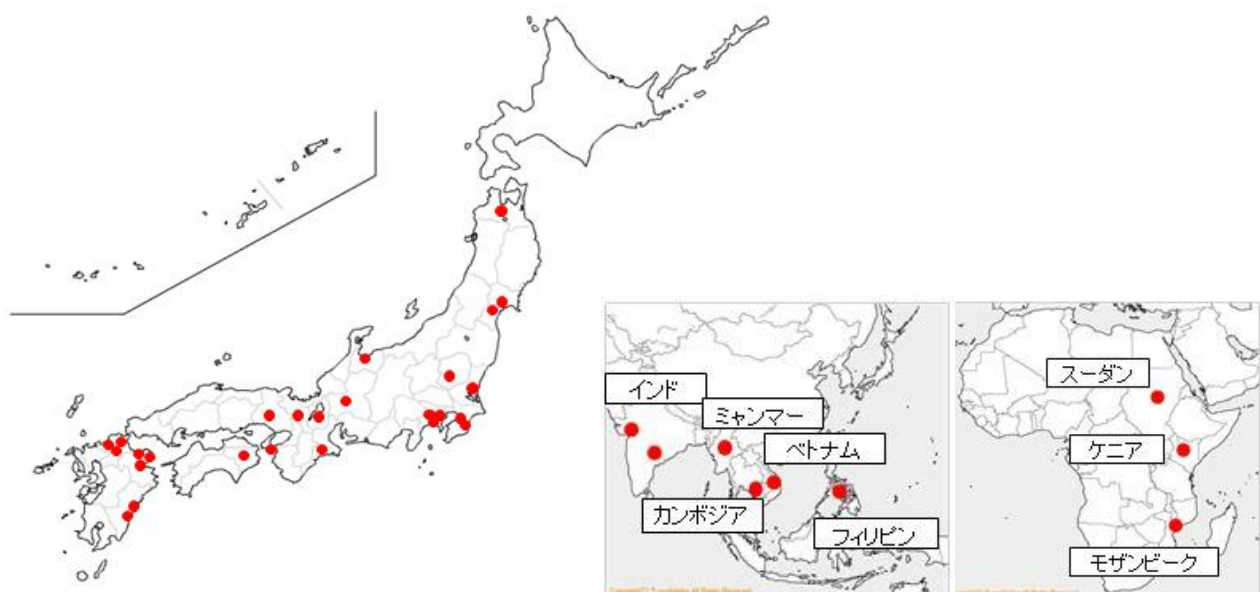 インド
ミャンマー
ベトナム
カンボジア
フィリピン
スーダン
ケニア
モザンビーク